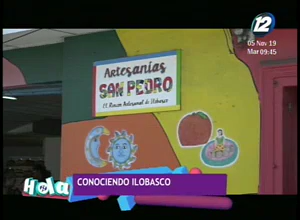 12
05 Nov 19
Mar 09:45
Artesanías
SAN PEDRO
El Rincón Artesanal de Ilobasco
CONOCIENDO ILOBASCO
Hola